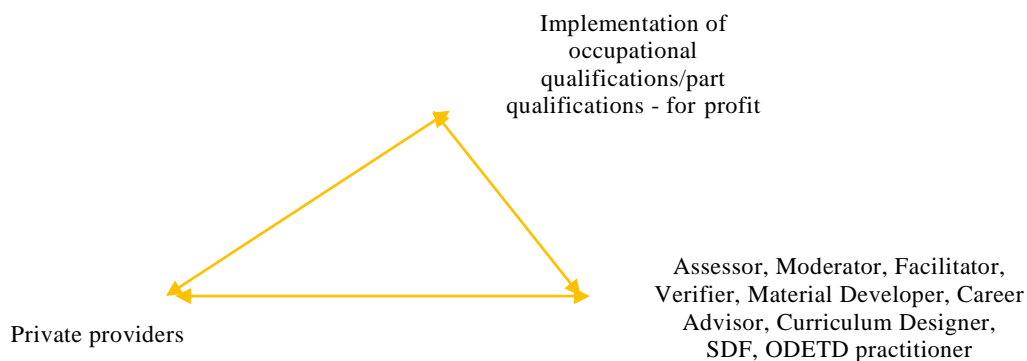 Implementation of
occupational
qualifications/part
qualifications - for profit
Assessor, Moderator, Facilitator,
Verifier, Material Developer, Career
Advisor, Curriculum Designer,
SDF, ODETD practitioner
Private providers